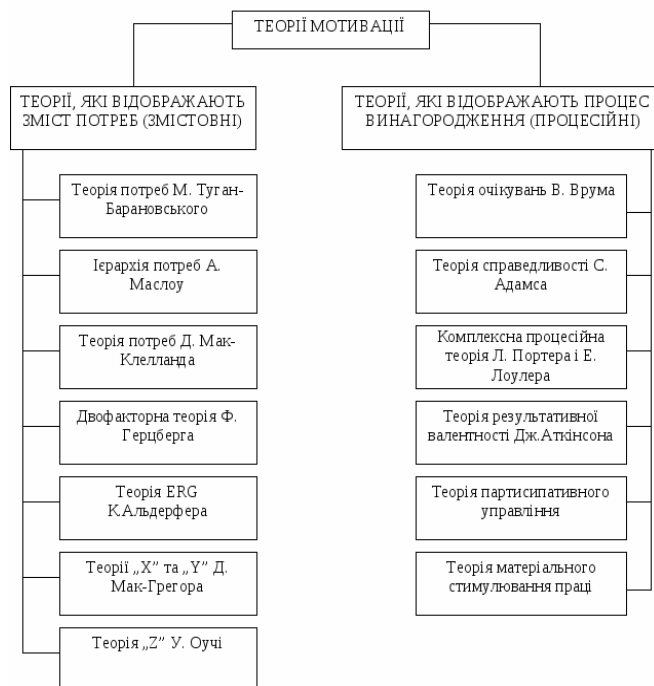 ТЕОРІЇ МОТИВАЦІЇ
ТЕОРІЇ, ЯКІ ВІДОБРАЖАЮТЬ
ЗМІСТ ПОТРЕБ (ЗМІСТОВНІ)
Теорія потреб М. Туган-
Барановського
Ієрархія потреб А.
Маслоу
Теорія потреб Д. Мак-
Клелланда
Двофакторна теорія Ф.
Герцберга
Теорія ERG
К.Альдерфера
Теорії „X” та „Y” Д.
Мак-Грегора
Теорія „Z” У. Оучі
ТЕОРІЇ, ЯКІ ВІДОБРАЖАЮТЬ ПРОЦЕС
ВИНАГОРОДЖЕННЯ (ПРОЦЕСІЙНІ)
Теорія очікувань В. Врума
Теорія справедливості С.
Адамса
Комплексна процесійна
теорія Л. Портера і Е.
Лоулера
Теорія результативної
валентності Дж.Аткінсона
Теорія партисипативного
управління
Теорія матеріального
стимулювання праці